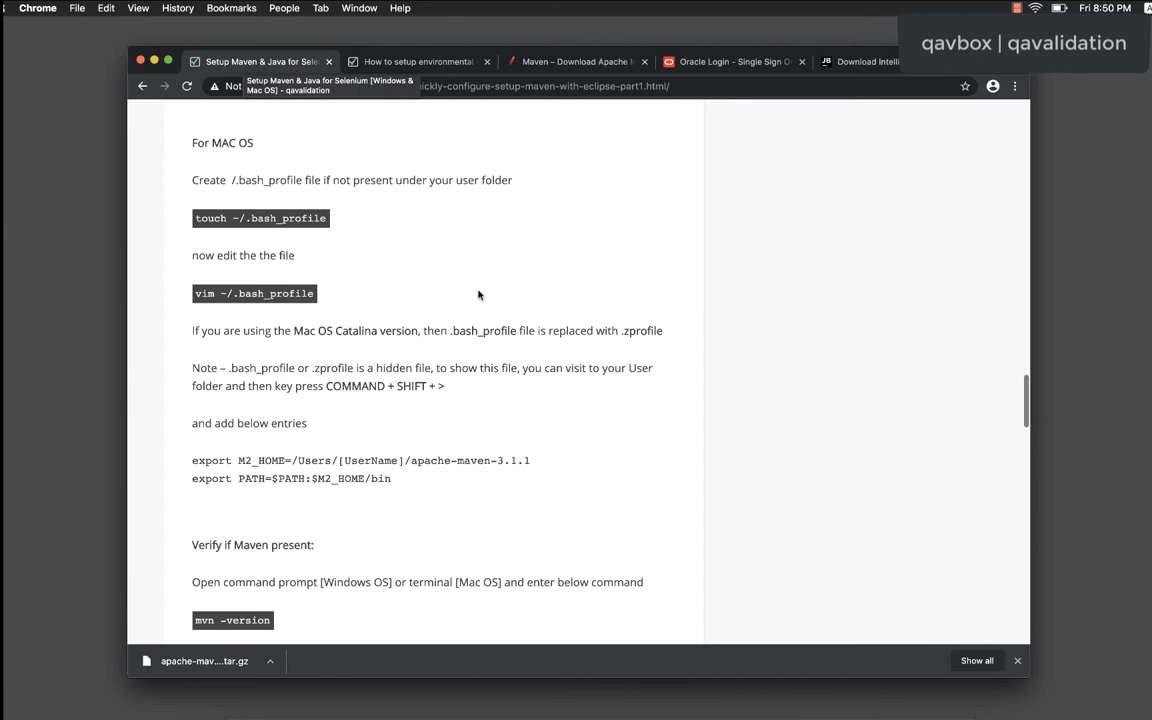 Chrome File Edit View History Bookmarks People Tab Window Help Fri 8:50 PM
qavbox | qavalidation
Setup Maven & Java for Sele How to setup environmental Maven – Download Apache M Oracle Login - Single Sign O Download Intelli
Setup Maven & Java for Selenium [Windows &
Mac OS] - qavalidation
Not uickly-configure-setup-maven-with-eclipse-part1.html/
For MAC OS
Create /.bash_profile file if not present under your user folder
touch ~/.bash_profile
now edit the the file
vim ~/.bash_profile
If you are using the Mac OS Catalina version, then .bash_profile file is replaced with .zprofile
Note – .bash_profile or .zprofile is a hidden file, to show this file, you can visit to your User
folder and then key press COMMAND + SHIFT + >
and add below entries
export M2_HOME=/Users/[UserName]/apache-maven-3.1.1
export PATH=$PATH:$M2_HOME/bin
Verify if Maven present:
Open command prompt [Windows OS] or terminal [Mac OS] and enter below command
mvn -version
apache-mav....tar.gz Show all